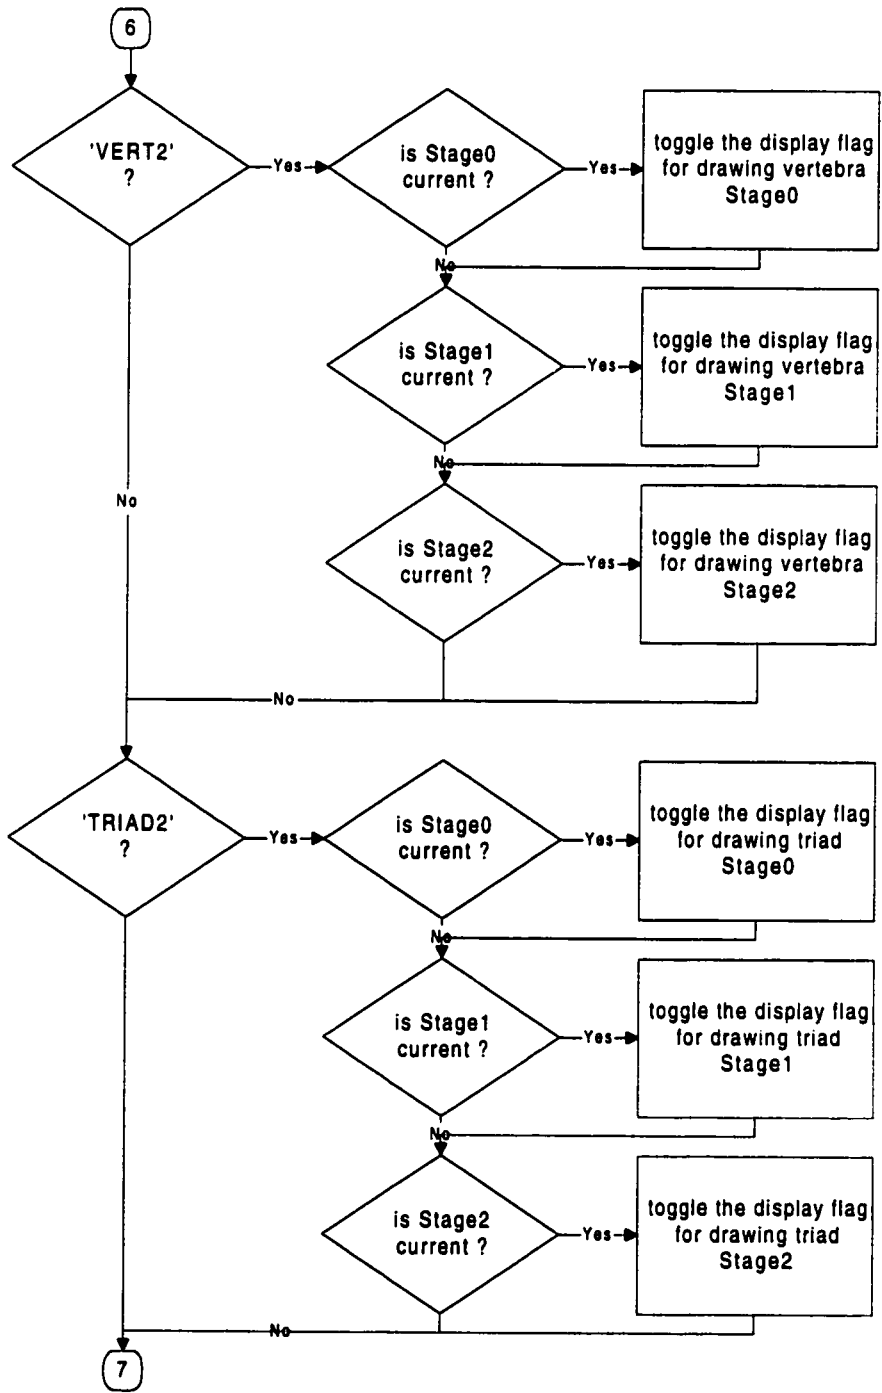 6
'VERT2'
?
Yes
is Stage0
current ?
Yes
toggle the display flag
for drawing vertebra
Stage0
No
is Stage1
current ?
Yes
toggle the display flag
for drawing vertebra
Stage1
No
No
is Stage2
current ?
Yes
toggle the display flag
for drawing vertebra
Stage2
No
'TRIAD2'
?
Yes
is Stage0
current ?
Yes
toggle the display flag
for drawing triad
Stage0
No
is Stage1
current ?
Yes
toggle the display flag
for drawing triad
Stage1
No
is Stage2
current ?
Yes
toggle the display flag
for drawing triad
Stage2
No
7